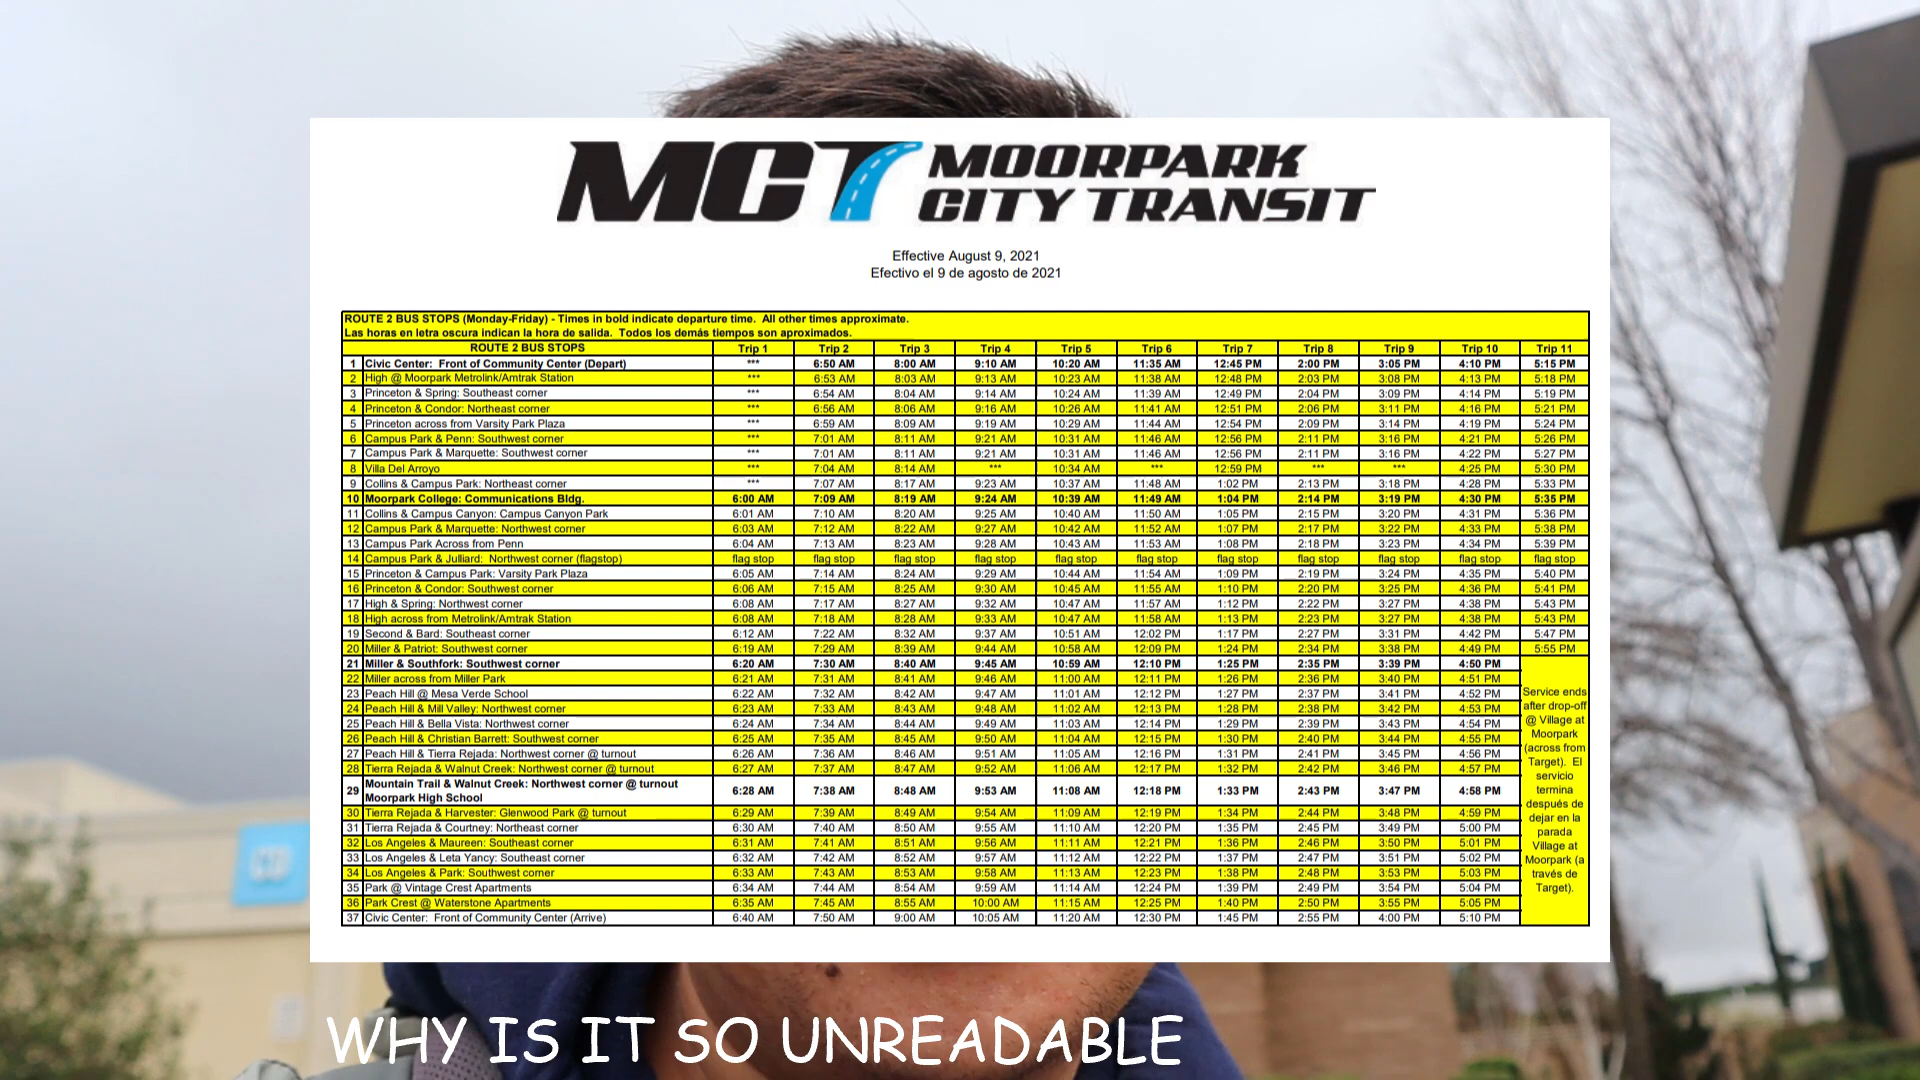 MCT MOORPARK
CITY TRANSIT
Effective August 9, 2021
Efectivo el 9 de agosto de 2021
ROUTE 2 BUS STOPS (Monday-Friday) - Times in bold indicate departure time. All other times approximate.
Las horas en letra oscura indican la hora de salida. Todos los demás tiempos son aproximados.
ROUTE 2 BUS STOPS Trip 1 Trip 2 Trip 3 Trip 4 Trip 5 Trip 6 Trip 7 Trip 8 Trip 9 Trip 10 Trip 11
1 Civic Center: Front of Community Center (Depart) *** 6:50 AM 8:00 AM 9:10 AM 10:20 AM 11:35 AM 12:45 PM 2:00 PM 3:05 PM 4:10 PM 5:15 PM
2 High @ Moorpark Metrolink/Amtrak Station *** 6:53 AM 8:03 AM 9:13 AM 10:23 AM 11:38 AM 12:48 PM 2:03 PM 3:08 PM 4:13 PM 5:18 PM
3 Princeton & Spring: Southeast corner *** 6:54 AM 8:04 AM 9:14 AM 10:24 AM 11:39 AM 12:49 PM 2:04 PM 3:09 PM 4:14 PM 5:19 PM
4 Princeton & Condor: Northeast corner *** 6:56 AM 8:06 AM 9:16 AM 10:26 AM 11:41 AM 12:51 PM 2:06 PM 3:11 PM 4:16 PM 5:21 PM
5 Princeton across from Varsity Park Plaza *** 6:59 AM 8:09 AM 9:19 AM 10:29 AM 11:44 AM 12:54 PM 2:09 PM 3:14 PM 4:19 PM 5:24 PM
6 Campus Park & Penn: Southwest corner *** 7:01 AM 8:11 AM 9:21 AM 10:31 AM 11:46 AM 12:56 PM 2:11 PM 3:16 PM 4:21 PM 5:26 PM
7 Campus Park & Marquette: Southwest corner *** 7:01 AM 8:11 AM 9:21 AM 10:31 AM 11:46 AM 12:56 PM 2:11 PM 3:16 PM 4:22 PM 5:27 PM
8 Villa Del Arroyo *** 7:04 AM 8:14 AM *** 10:34 AM *** 12:59 PM *** *** 4:25 PM 5:30 PM
9 Collins & Campus Park: Northeast corner *** 7:07 AM 8:17 AM 9:23 AM 10:37 AM 11:48 AM 1:02 PM 2:13 PM 3:18 PM 4:28 PM 5:33 PM
10 Moorpark College: Communications Bldg. 6:00 AM 7:09 AM 8:19 AM 9:24 AM 10:39 AM 11:49 AM 1:04 PM 2:14 PM 3:19 PM 4:30 PM 5:35 PM
11 Collins & Campus Canyon: Campus Canyon Park 6:01 AM 7:10 AM 8:20 AM 9:25 AM 10:40 AM 11:50 AM 1:05 PM 2:15 PM 3:20 PM 4:31 PM 5:36 PM
12 Campus Park & Marquette: Northwest corner 6:03 AM 7:12 AM 8:22 AM 9:27 AM 10:42 AM 11:52 AM 1:07 PM 2:17 PM 3:22 PM 4:33 PM 5:38 PM
13 Campus Park Across from Penn 6:04 AM 7:13 AM 8:23 AM 9:28 AM 10:43 AM 11:53 AM 1:08 PM 2:18 PM 3:23 PM 4:34 PM 5:39 PM
14 Campus Park & Julliard: Northwest corner (flagstop) flag stop flag stop flag stop flag stop flag stop flag stop flag stop flag stop flag stop flag stop flag stop
15 Princeton & Campus Park: Varsity Park Plaza 6:05 AM 7:14 AM 8:24 AM 9:29 AM 10:44 AM 11:54 AM 1:09 PM 2:19 PM 3:24 PM 4:35 PM 5:40 PM
16 Princeton & Condor: Southwest corner 6:06 AM 7:15 AM 8:25 AM 9:30 AM 10:45 AM 11:55 AM 1:10 PM 2:20 PM 3:25 PM 4:36 PM 5:41 PM
17 High & Spring: Northwest corner 6:08 AM 7:17 AM 8:27 AM 9:32 AM 10:47 AM 11:57 AM 1:12 PM 2:22 PM 3:27 PM 4:38 PM 5:43 PM
18 High across from Metrolink/Amtrak Station 6:08 AM 7:18 AM 8:28 AM 9:33 AM 10:47 AM 11:58 AM 1:13 PM 2:23 PM 3:27 PM 4:38 PM 5:43 PM
19 Second & Bard: Southeast corner 6:12 AM 7:22 AM 8:32 AM 9:37 AM 10:51 AM 12:02 PM 1:17 PM 2:27 PM 3:31 PM 4:42 PM 5:47 PM
20 Miller & Patriot: Southwest corner 6:19 AM 7:29 AM 8:39 AM 9:44 AM 10:58 AM 12:09 PM 1:24 PM 2:34 PM 3:38 PM 4:49 PM 5:55 PM
21 Miller & Southfork: Southwest corner 6:20 AM 7:30 AM 8:40 AM 9:45 AM 10:59 AM 12:10 PM 1:25 PM 2:35 PM 3:39 PM 4:50 PM
22 Miller across from Miller Park 6:21 AM 7:31 AM 8:41 AM 9:46 AM 11:00 AM 12:11 PM 1:26 PM 2:36 PM 3:40 PM 4:51 PM
23 Peach Hill @ Mesa Verde School 6:22 AM 7:32 AM 8:42 AM 9:47 AM 11:01 AM 12:12 PM 1:27 PM 2:37 PM 3:41 PM 4:52 PM
24 Peach Hill & Mill Valley: Northwest corner 6:23 AM 7:33 AM 8:43 AM 9:48 AM 11:02 AM 12:13 PM 1:28 PM 2:38 PM 3:42 PM 4:53 PM
25 Peach Hill & Bella Vista: Northwest corner 6:24 AM 7:34 AM 8:44 AM 9:49 AM 11:03 AM 12:14 PM 1:29 PM 2:39 PM 3:43 PM 4:54 PM
26 Peach Hill & Christian Barrett: Southwest corner 6:25 AM 7:35 AM 8:45 AM 9:50 AM 11:04 AM 12:15 PM 1:30 PM 2:40 PM 3:44 PM 4:55 PM
27 Peach Hill & Tierra Rejada: Northwest corner @ turnout 6:26 AM 7:36 AM 8:46 AM 9:51 AM 11:05 AM 12:16 PM 1:31 PM 2:41 PM 3:45 PM 4:56 PM
28 Tierra Rejada & Walnut Creek: Northwest corner @ turnout 6:27 AM 7:37 AM 8:47 AM 9:52 AM 11:06 AM 12:17 PM 1:32 PM 2:42 PM 3:46 PM 4:57 PM
29 Mountain Trail & Walnut Creek: Northwest corner @ turnout
Moorpark High School 6:28 AM 7:38 AM 8:48 AM 9:53 AM 11:08 AM 12:18 PM 1:33 PM 2:43 PM 3:47 PM 4:58 PM
30 Tierra Rejada & Harvester: Glenwood Park @ turnout 6:29 AM 7:39 AM 8:49 AM 9:54 AM 11:09 AM 12:19 PM 1:34 PM 2:44 PM 3:48 PM 4:59 PM
31 Tierra Rejada & Courtney: Northeast corner 6:30 AM 7:40 AM 8:50 AM 9:55 AM 11:10 AM 12:20 PM 1:35 PM 2:45 PM 3:49 PM 5:00 PM
32 Los Angeles & Maureen: Southeast corner 6:31 AM 7:41 AM 8:51 AM 9:56 AM 11:11 AM 12:21 PM 1:36 PM 2:46 PM 3:50 PM 5:01 PM
33 Los Angeles & Leta Yancy: Southeast corner 6:32 AM 7:42 AM 8:52 AM 9:57 AM 11:12 AM 12:22 PM 1:37 PM 2:47 PM 3:51 PM 5:02 PM
34 Los Angeles & Park: Southwest corner 6:33 AM 7:43 AM 8:53 AM 9:58 AM 11:13 AM 12:23 PM 1:38 PM 2:48 PM 3:53 PM 5:03 PM
35 Park @ Vintage Crest Apartments 6:34 AM 7:44 AM 8:54 AM 9:59 AM 11:14 AM 12:24 PM 1:39 PM 2:49 PM 3:54 PM 5:04 PM
36 Park Crest @ Waterstone Apartments 6:35 AM 7:45 AM 8:55 AM 10:00 AM 11:15 AM 12:25 PM 1:40 PM 2:50 PM 3:55 PM 5:05 PM
37 Civic Center: Front of Community Center (Arrive) 6:40 AM 7:50 AM 9:00 AM 10:05 AM 11:20 AM 12:30 PM 1:45 PM 2:55 PM 4:00 PM 5:10 PM
Service ends
after drop-off
@ Village at
Moorpark
(across from
Target). El
servicio
termina
después de
dejar en la
parada
Village at
Moorpark (a
través de
Target).
WHY IS IT SO UNREADABLE